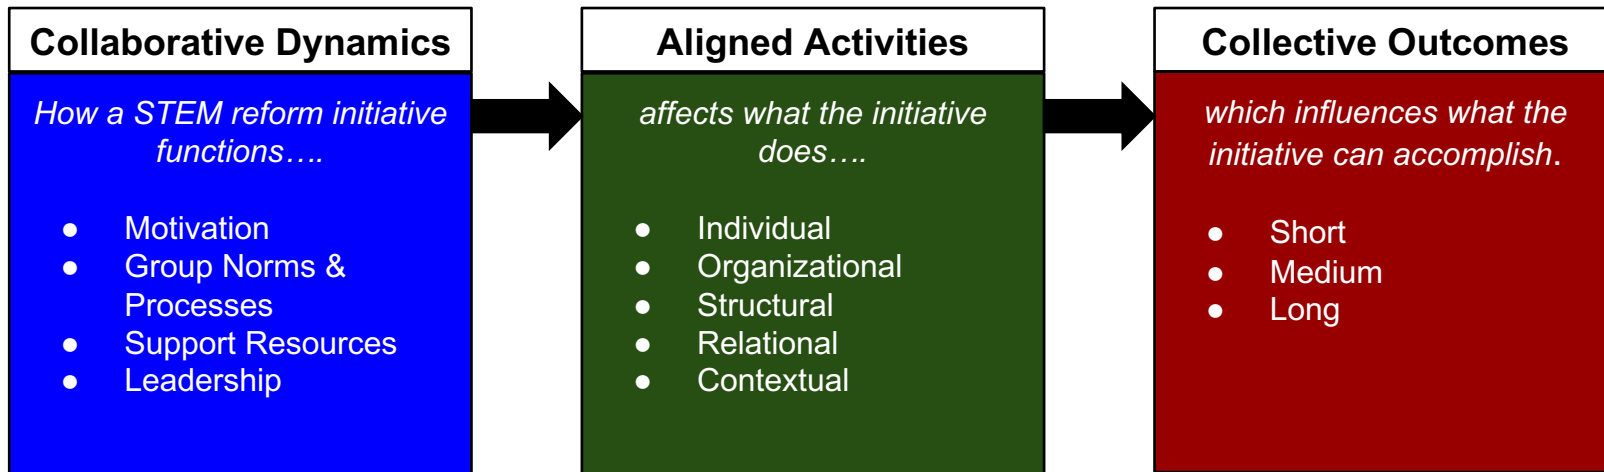 Collaborative Dynamics
How a STEM reform initiative
functions….
● Motivation
● Group Norms &
Processes
● Support Resources
● Leadership
Aligned Activities
affects what the initiative
does….
● Individual
● Organizational
● Structural
● Relational
● Contextual
Collective Outcomes
which influences what the
initiative can accomplish.
● Short
● Medium
● Long